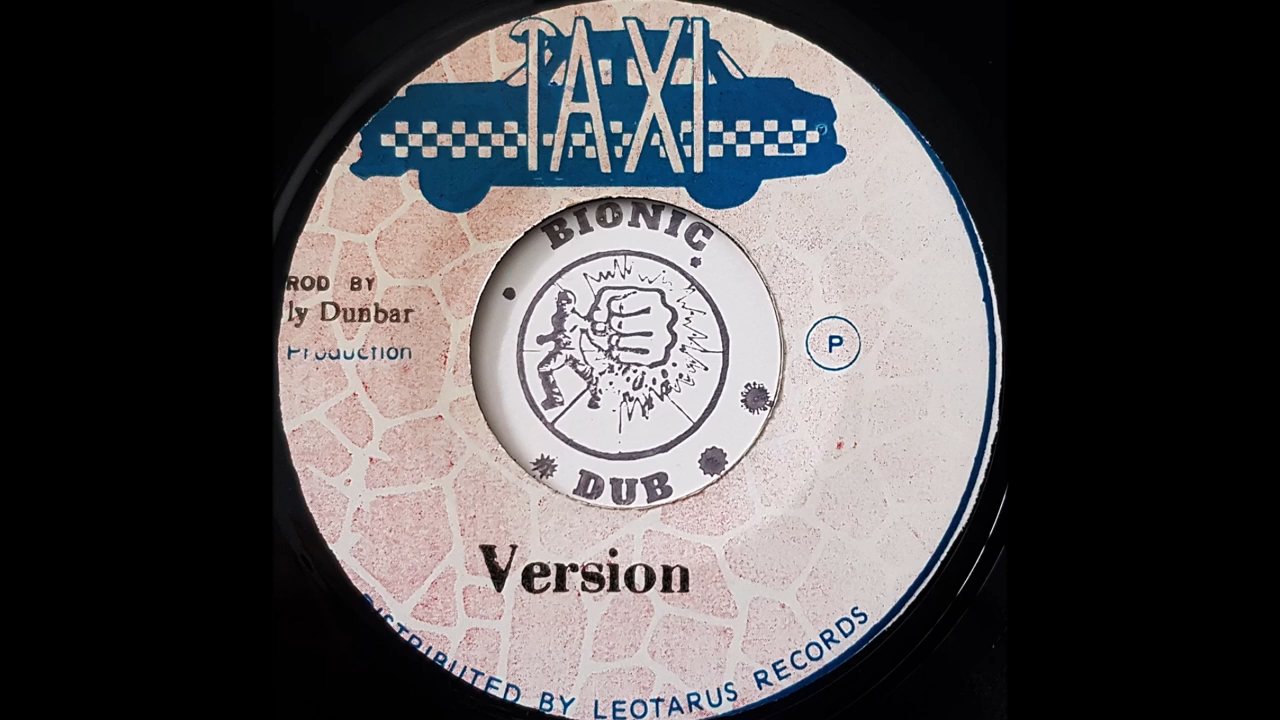 TAXI
BIONIC
ROD BY
ly Dunbar
Production
P
DUB
Version
DISTRIBUTED BY LEOTARUS RECORDS